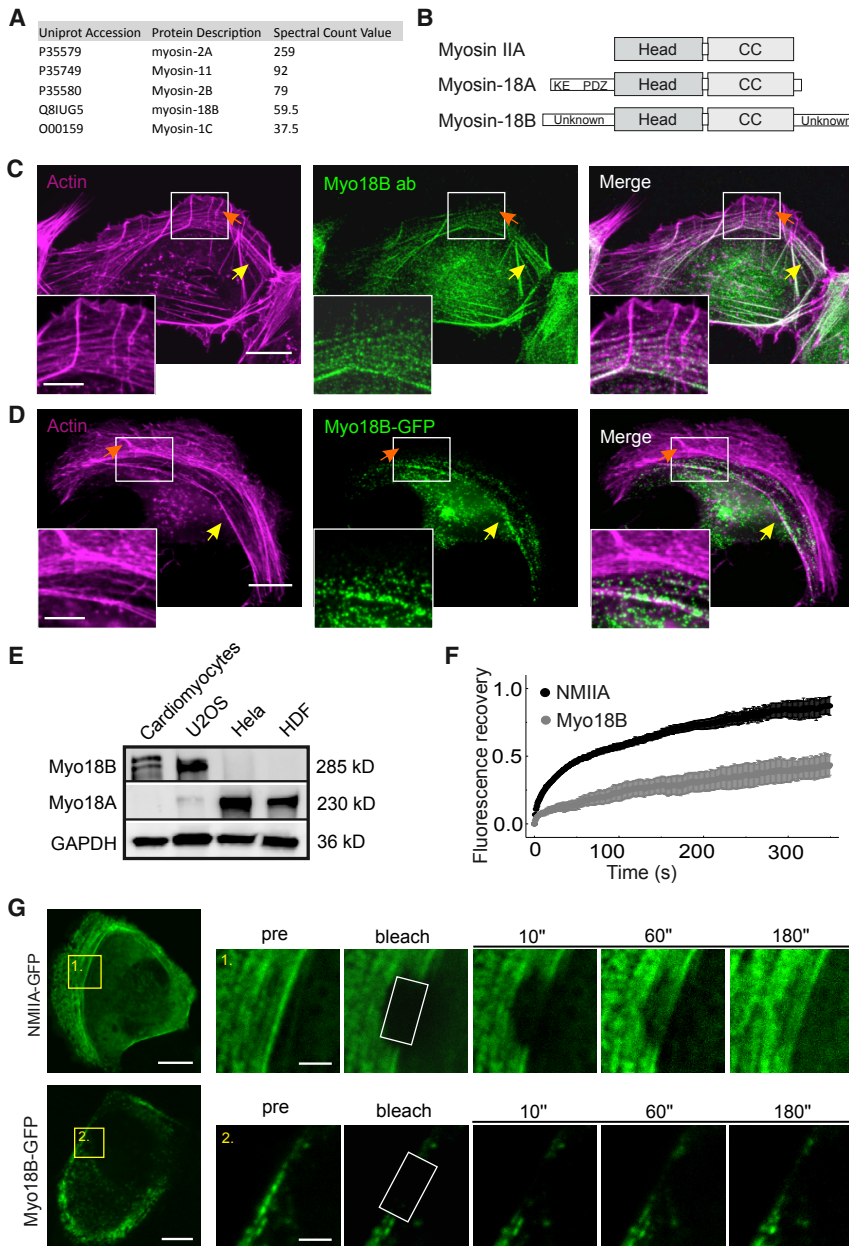 A
Uniprot Accession Protein Description Spectral Count Value
P35579 myosin-2A 259
P35749 Myosin-11 92
P35580 Myosin-2B 79
Q8IUG5 myosin-18B 59.5
O00159 Myosin-1C 37.5
B
Myosin IIA Head CC
Myosin-18A KE PDZ Head CC
Myosin-18B Unknown Head CC Unknown
C
Actin Myo18B ab Merge
D
Actin Myo18B-GFP Merge
E
Cardiomyocytes U2OS Hela HDF
Myo18B 285 kD
Myo18A 230 kD
GAPDH 36 kD
F
Fluorescence recovery
1.0
0.5
0.0
NMIIA
Myo18B
0 100 200 300
Time (s)
G
pre bleach 10" 60" 180"
NMIIA-GFP
1. 1.
pre bleach 10" 60" 180"
Myo18B-GFP
2. 2.